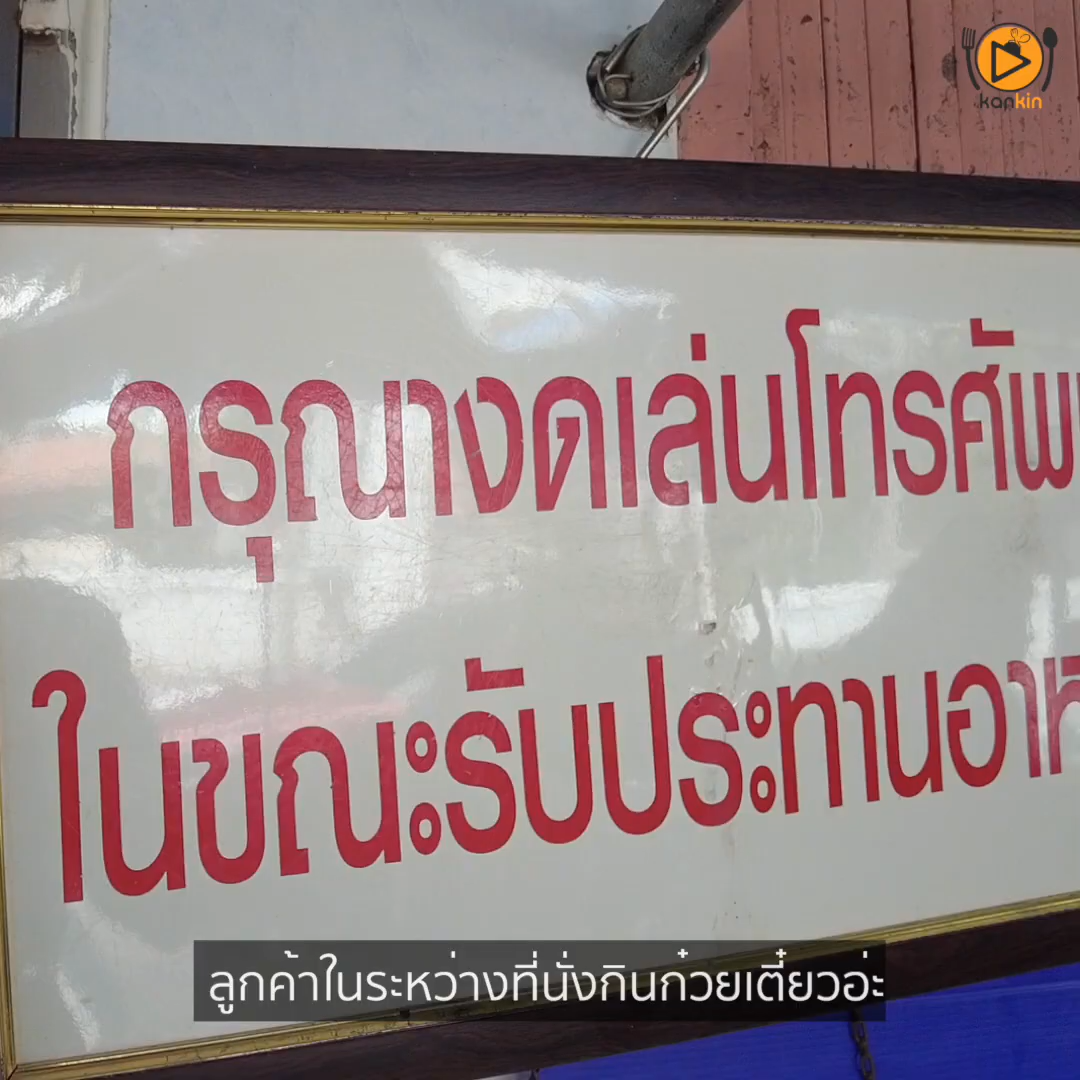 kankin
กรุณางดเล่นโทรศัพ
ในขณะรับประทานอาห
ลูกค้าในระหว่างที่นั่งกินก๋วยเตี๋ยวอ่ะ